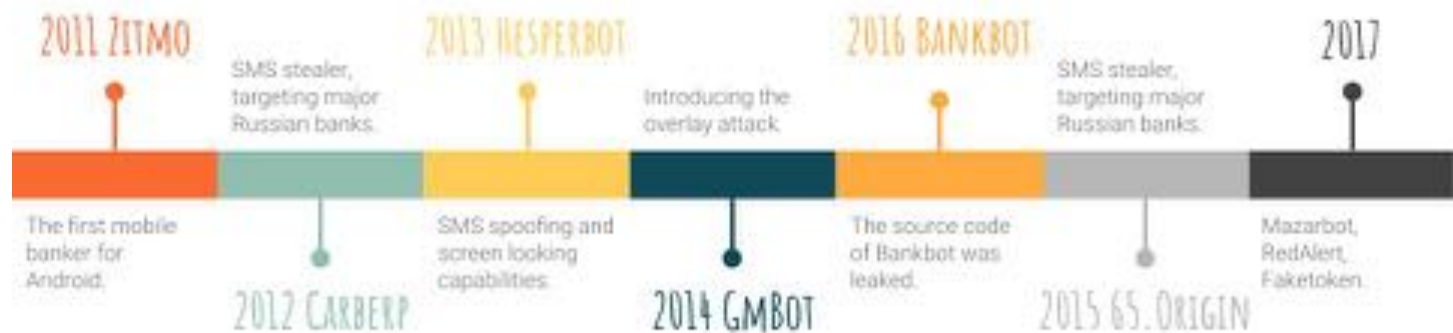 2011 ZITMO
The first mobile
banker for
Android.
SMS stealer,
targeting major
Russian banks.
2012 CARBERP
2013 HESPERBOT
SMS spoofing and
screen looking
capabilities.
Introducing the
overlay attack.
2014 GMBOT
2016 BANKBOT
The source code
of Bankbot was
leaked.
SMS stealer,
targeting major
Russian banks.
2015 65.ORIGIN
2017
Mazarbot,
RedAlert,
Faketoken.